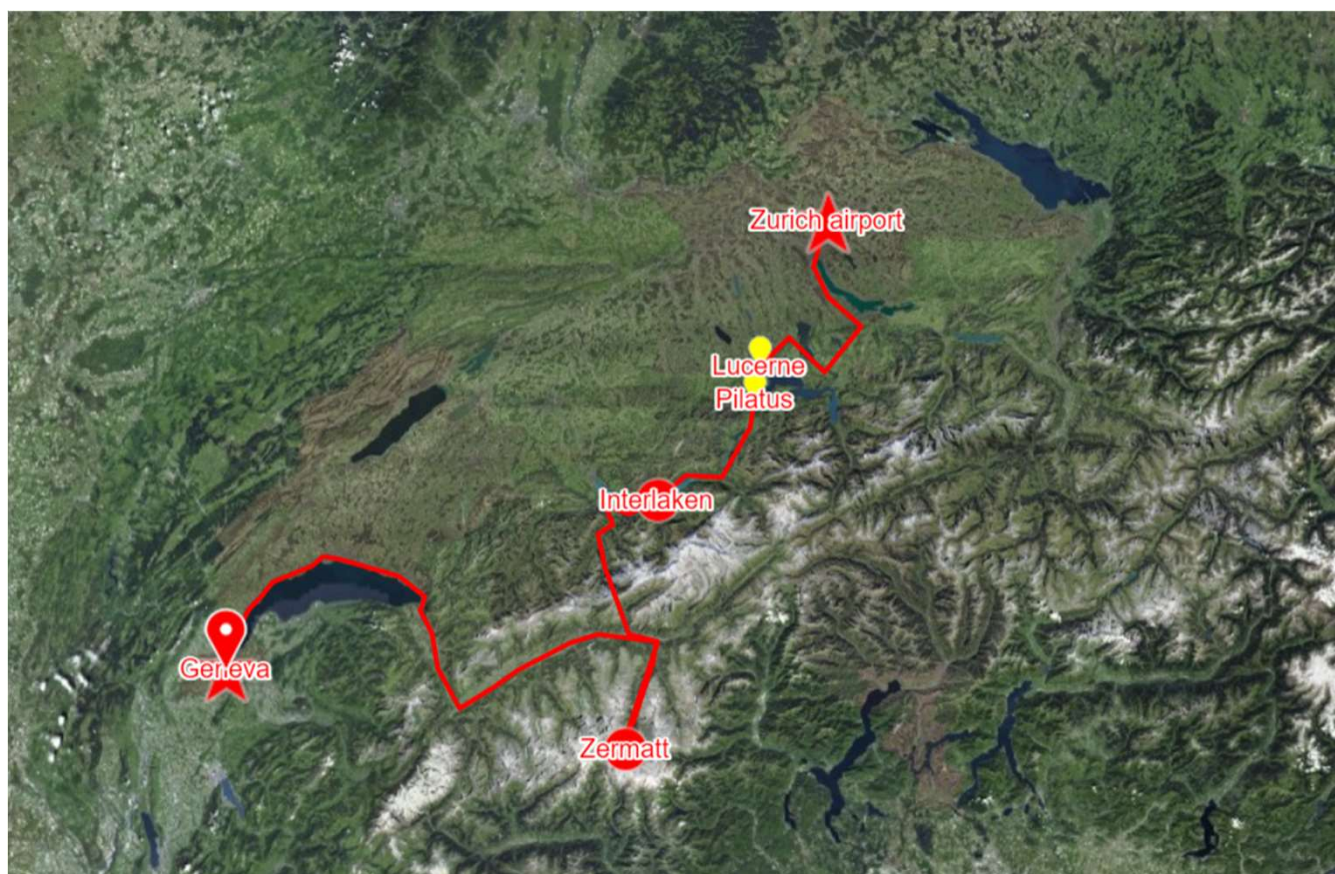 Zurich airport
Lucerne
Pilatus
Interlaken
Geneva
Zermatt